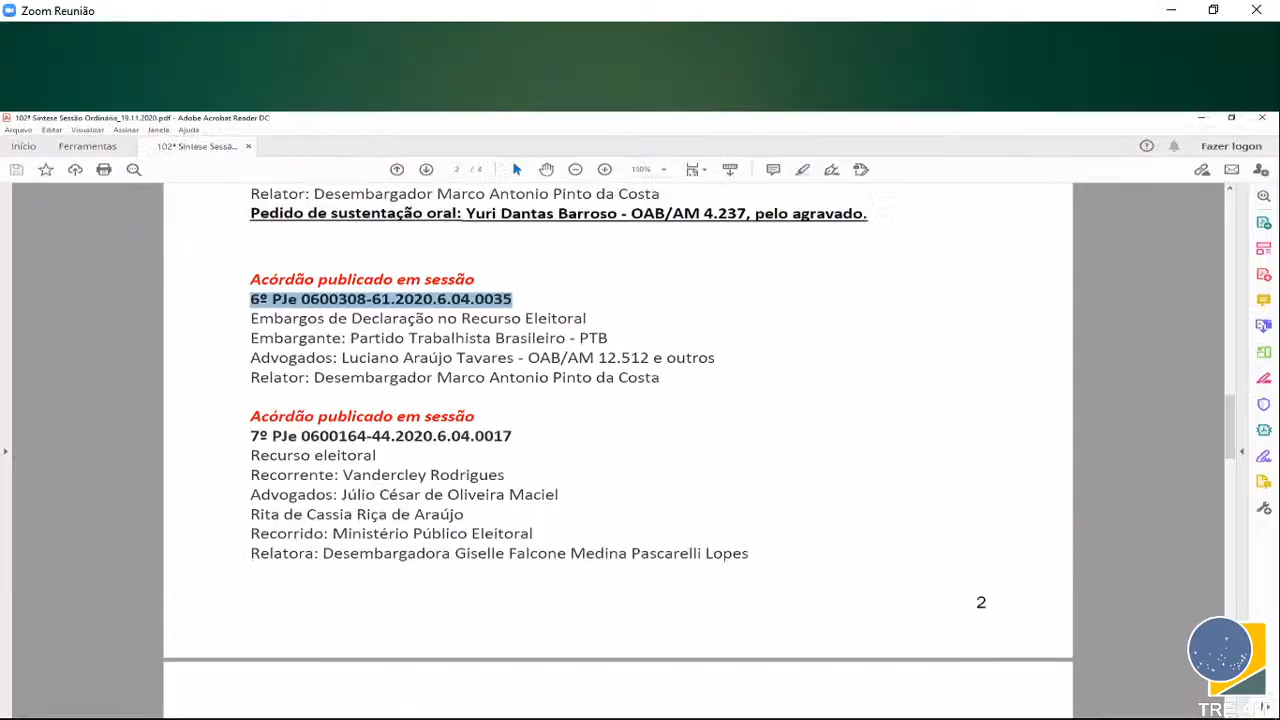 Zoom Reunião
102ª Síntese Sessão Ordinária_19.11.2020.pdf - Adobe Acrobat Reader DC
Arquivo Editar Visualizar Assinar Janela Ajuda
Início Ferramentas 102ª Síntese Sessã... × Fazer logon
2 / 4 150%
Relator: Desembargador Marco Antonio Pinto da Costa
Pedido de sustentação oral: Yuri Dantas Barroso - OAB/AM 4.237, pelo agravado.
Acórdão publicado em sessão
6º PJe 0600308-61.2020.6.04.0035
Embargos de Declaração no Recurso Eleitoral
Embargante: Partido Trabalhista Brasileiro - PTB
Advogados: Luciano Araújo Tavares - OAB/AM 12.512 e outros
Relator: Desembargador Marco Antonio Pinto da Costa
Acórdão publicado em sessão
7º PJe 0600164-44.2020.6.04.0017
Recurso eleitoral
Recorrente: Vandercley Rodrigues
Advogados: Júlio César de Oliveira Maciel
Rita de Cassia Riça de Araújo
Recorrido: Ministério Público Eleitoral
Relatora: Desembargadora Giselle Falcone Medina Pascarelli Lopes
2